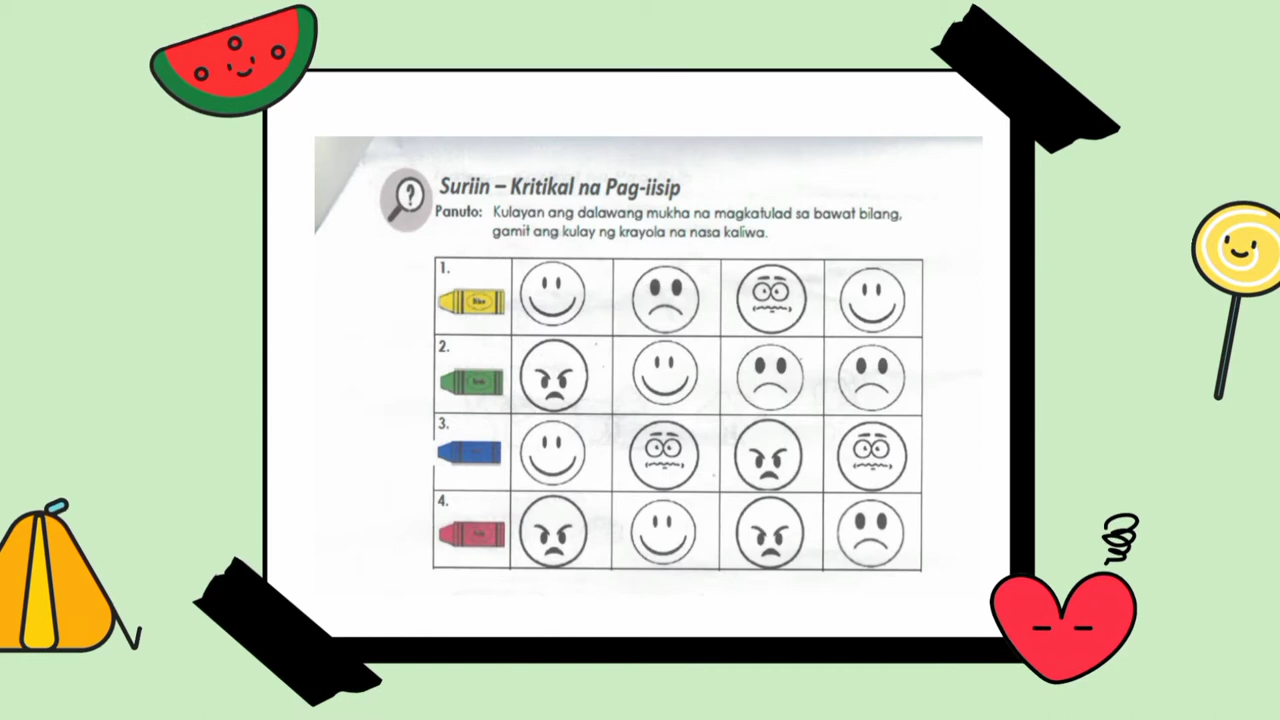 ?
Suriin – Kritikal na Pag-iisip
Panuto: Kulayan ang dalawang mukha na magkatulad sa bawat bilang,
gamit ang kulay ng krayola na nasa kaliwa.
1.
2.
3.
4.